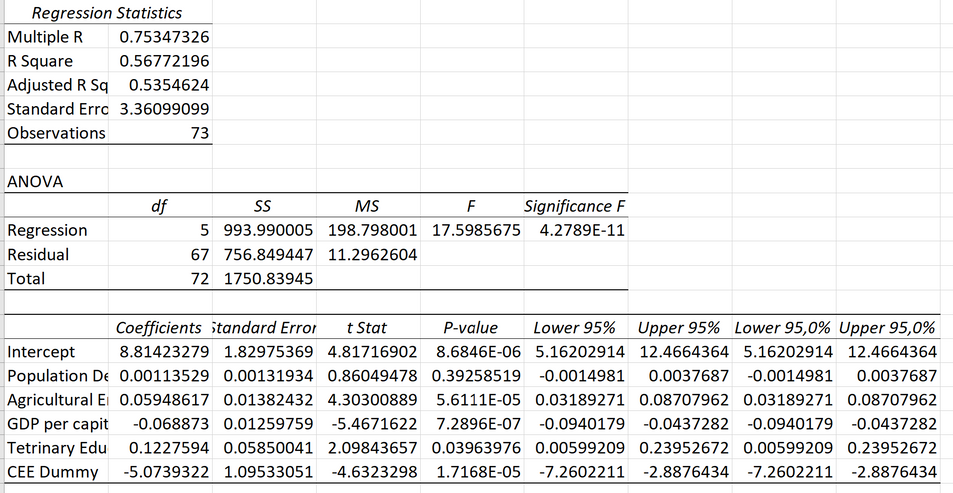 Regression Statistics
Multiple R 0.75347326
R Square 0.56772196
Adjusted R Sq 0.5354624
Standard Erro 3.36099099
Observations 73
ANOVA
df SS MS F Significance F
Regression 5 993.990005 198.798001 17.5985675 4.2789E-11
Residual 67 756.849447 11.2962604
Total 72 1750.83945
Coefficients Standard Error t Stat P-value Lower 95% Upper 95% Lower 95,0% Upper 95,0%
Intercept 8.81423279 1.82975369 4.81716902 8.6846E-06 5.16202914 12.4664364 5.16202914 12.4664364
Population De 0.00113529 0.00131934 0.86049478 0.39258519 -0.0014981 0.0037687 -0.0014981 0.0037687
Agricultural E 0.05948617 0.01382432 4.30300889 5.6111E-05 0.03189271 0.08707962 0.03189271 0.08707962
GDP per capit -0.068873 0.01259759 -5.4671622 7.2896E-07 -0.0940179 -0.0437282 -0.0940179 -0.0437282
Tetrinary Edu 0.1227594 0.05850041 2.09843657 0.03963976 0.00599209 0.23952672 0.00599209 0.23952672
CEE Dummy -5.0739322 1.09533051 -4.6323298 1.7168E-05 -7.2602211 -2.8876434 -7.2602211 -2.8876434